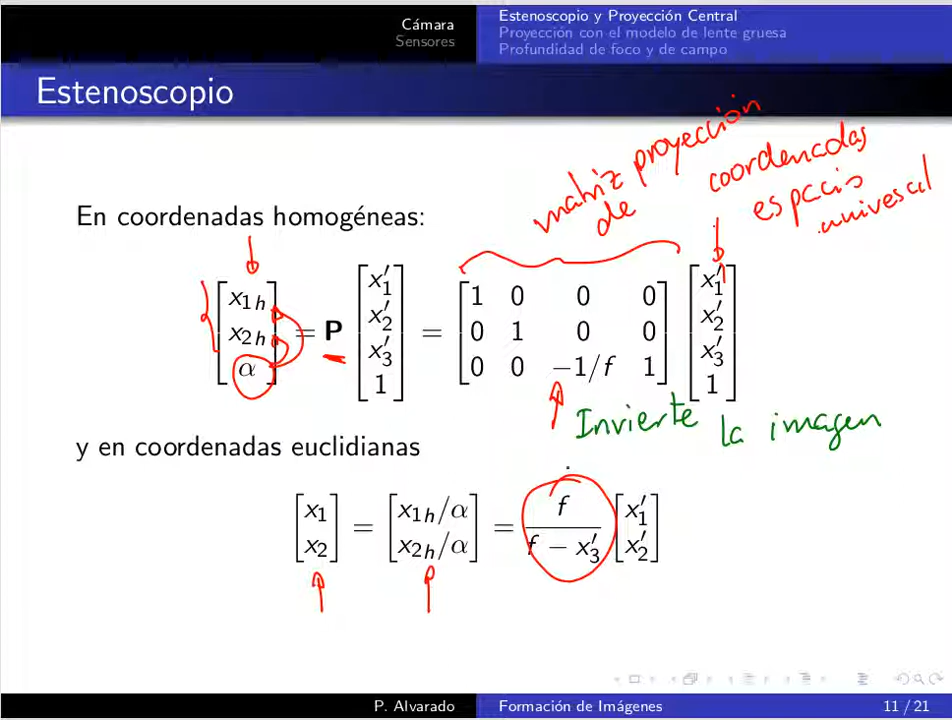 Cámara
Sensores
Estenoscopio y Proyección Central
Proyección con el modelo de lente gruesa
Profundidad de foco y de campo
Estenoscopio
matriz proyección
de
coordenadas
espacio
universal
En coordenadas homogéneas:
[x₁ₕ x₂ₕ α] = P [x′₁ x′₂ x′₃ 1] = [1 0 0 0
0 1 0 0
0 0 −1/f 1] [x′₁ x′₂ x′₃ 1]
Invierte la imagen
y en coordenadas euclidianas
[x₁ x₂] = [x₁ₕ/α x₂ₕ/α] = f/(f − x′₃) [x′₁ x′₂]
P. Alvarado
Formación de Imágenes
11 / 21